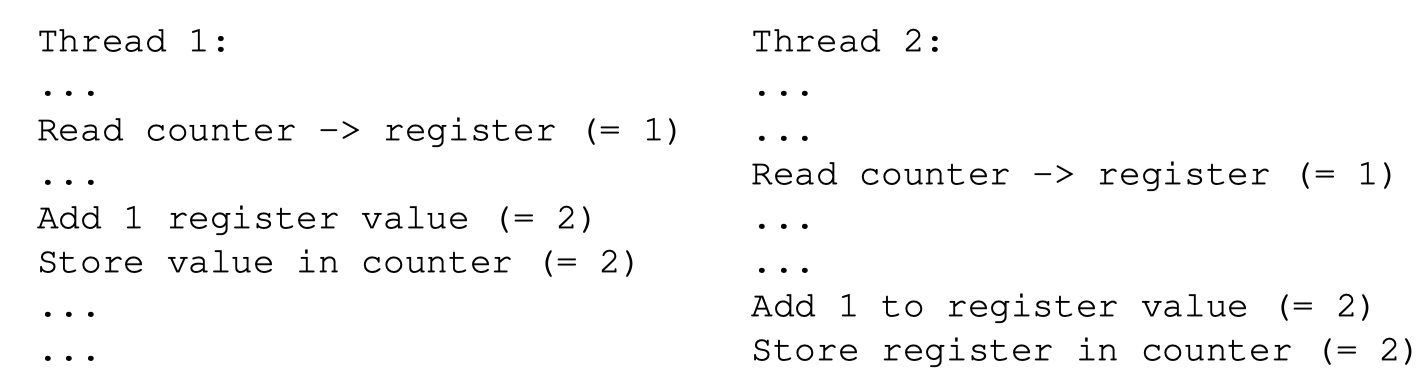 Thread 1:
...
Read counter -> register (= 1)
...
Add 1 register value (= 2)
Store value in counter (= 2)
...
...
Thread 2:
...
...
Read counter -> register (= 1)
...
...
Add 1 to register value (= 2)
Store register in counter (= 2)